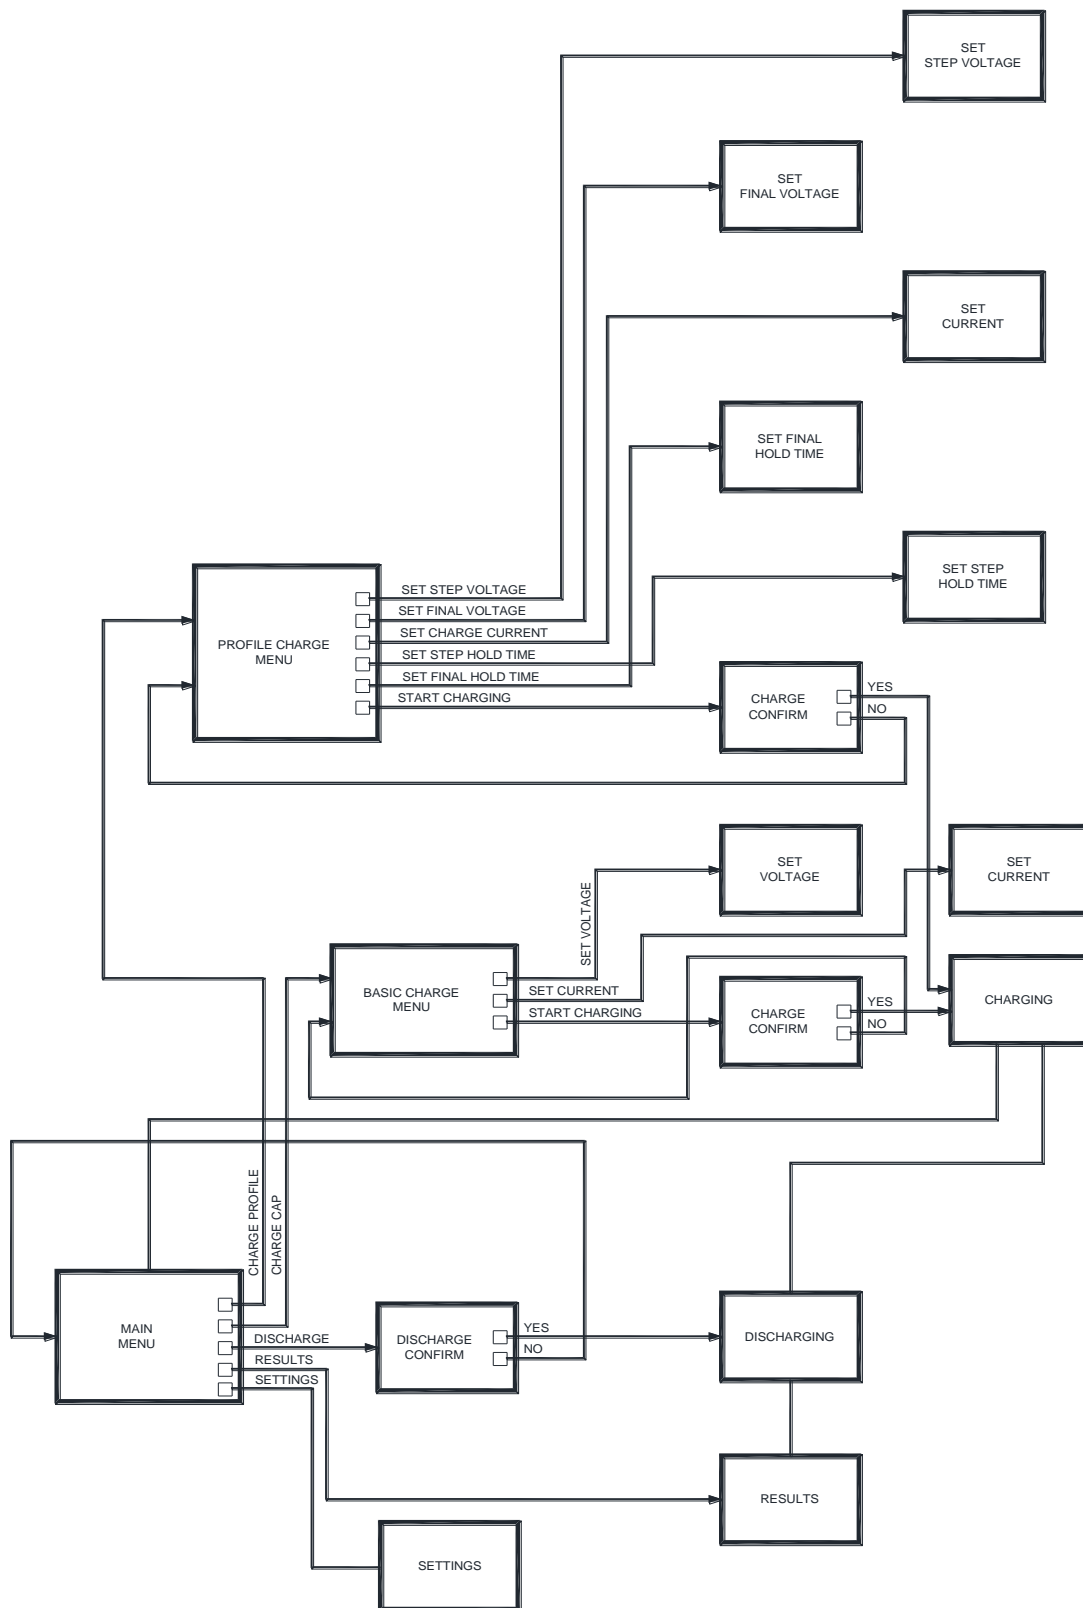 SET
STEP VOLTAGE
SET
FINAL VOLTAGE
SET
CURRENT
SET FINAL
HOLD TIME
SET STEP
HOLD TIME
PROFILE CHARGE
MENU
SET STEP VOLTAGE
SET FINAL VOLTAGE
SET CHARGE CURRENT
SET STEP HOLD TIME
SET FINAL HOLD TIME
START CHARGING
CHARGE
CONFIRM
YES
NO
SET
VOLTAGE
SET
CURRENT
SET VOLTAGE
BASIC CHARGE
MENU
SET CURRENT
START CHARGING
CHARGE
CONFIRM
YES
NO
CHARGING
CHARGE PROFILE
CHARGE CAP
MAIN
MENU
DISCHARGE
RESULTS
SETTINGS
DISCHARGE
CONFIRM
YES
NO
DISCHARGING
RESULTS
SETTINGS